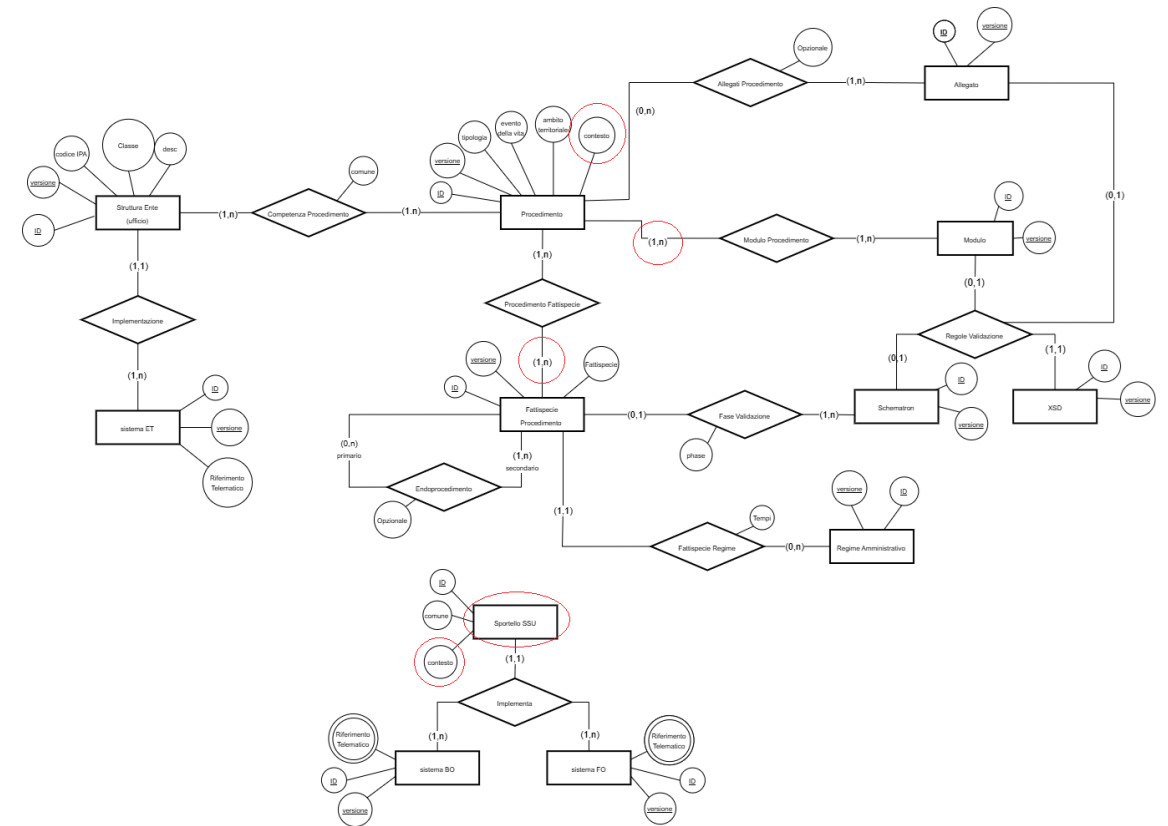 ID
versione
Opzionale
Allegati Procedimento
(1,n)
Allegato
(0,n)
Classe
codice IPA
desc
versione
ID
Struttura Ente
(ufficio)
(1,n)
comune
Competenza Procedimento
(1.n)
evento
della vita
ambito
territoriale
tipologia
contesto
versione
ID
Procedimento
(1,n)
Modulo Procedimento
(1,n)
ID
Modulo
versione
(0,1)
(1,1)
Implementazione
(1,n)
(1,n)
Procedimento Fattispecie
(1,n)
(0,1)
Regole Validazione
(0,1)
(1,1)
ID
versione
Schematron
ID
versione
XSD
versione
Fattispecie
ID
Fattispecie
Procedimento
(0,1)
Fase Validazione
(1,n)
phase
ID
versione
Riferimento
Telematico
sistema ET
(0,n)
primario
(1,n)
secondario
Endoprocedimento
Opzionale
(1,1)
Tempi
Fattispecie Regime
(0,n)
versione
ID
Regime Amministrativo
ID
comune
contesto
Sportello SSU
(1,1)
Implementa
(1,n)
(1,n)
Riferimento
Telematico
ID
versione
sistema BO
Riferimento
Telematico
ID
versione
sistema FO